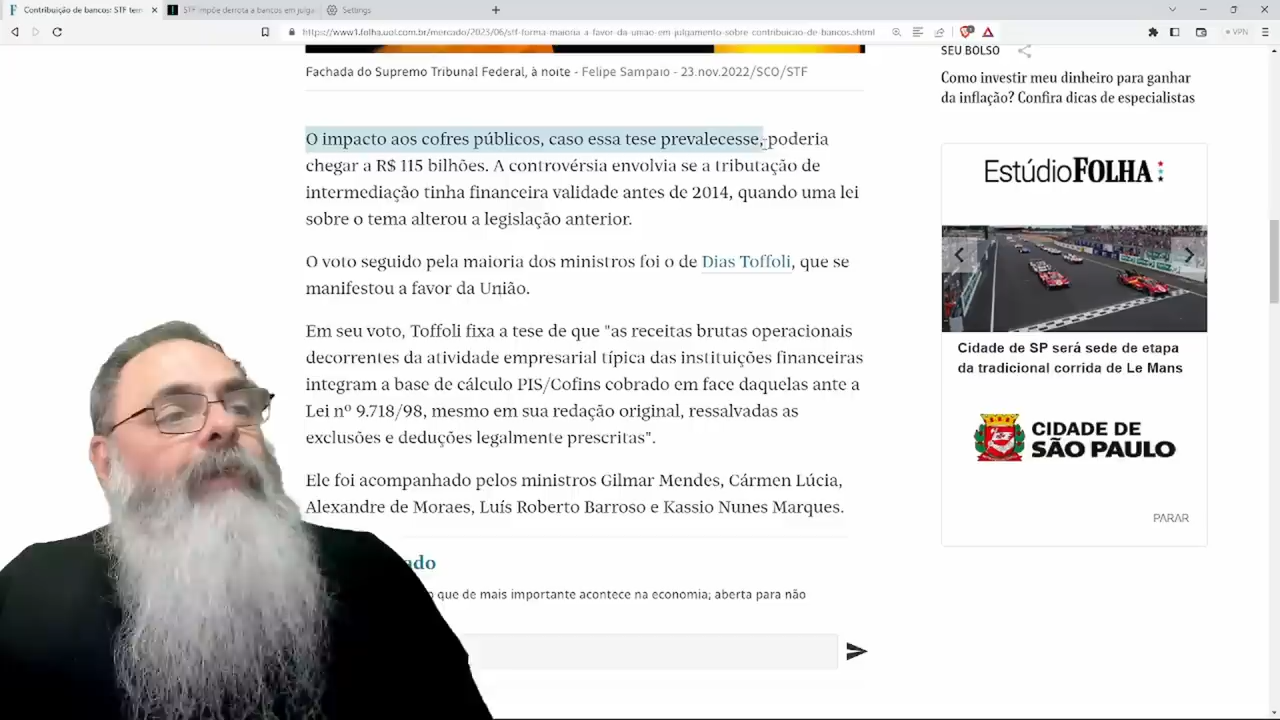 Contribuição de bancos: STF tem
STF impõe derrota a bancos em julga
Settings
https://www1.folha.uol.com.br/mercado/2023/06/stf-forma-maioria-a-favor-da-uniao-em-julgamento-sobre-contribuicao-de-bancos.shtml
VPN
Fachada do Supremo Tribunal Federal, à noite - Felipe Sampaio - 23.nov.2022/SCO/STF
O impacto aos cofres públicos, caso essa tese prevalecesse, poderia
chegar a R$ 115 bilhões. A controvérsia envolvia se a tributação de
intermediação tinha financeira validade antes de 2014, quando uma lei
sobre o tema alterou a legislação anterior.
O voto seguido pela maioria dos ministros foi o de Dias Toffoli, que se
manifestou a favor da União.
Em seu voto, Toffoli fixa a tese de que "as receitas brutas operacionais
decorrentes da atividade empresarial típica das instituições financeiras
integram a base de cálculo PIS/Cofins cobrado em face daquelas ante a
Lei nº 9.718/98, mesmo em sua redação original, ressalvadas as
exclusões e deduções legalmente prescritas".
Ele foi acompanhado pelos ministros Gilmar Mendes, Cármen Lúcia,
Alexandre de Moraes, Luís Roberto Barroso e Kassio Nunes Marques.
ado
que de mais importante acontece na economia; aberta para não
SEU BOLSO
Como investir meu dinheiro para ganhar
da inflação? Confira dicas de especialistas
EstúdioFOLHA
Cidade de SP será sede de etapa
da tradicional corrida de Le Mans
CIDADE DE
SÃO PAULO
PARAR